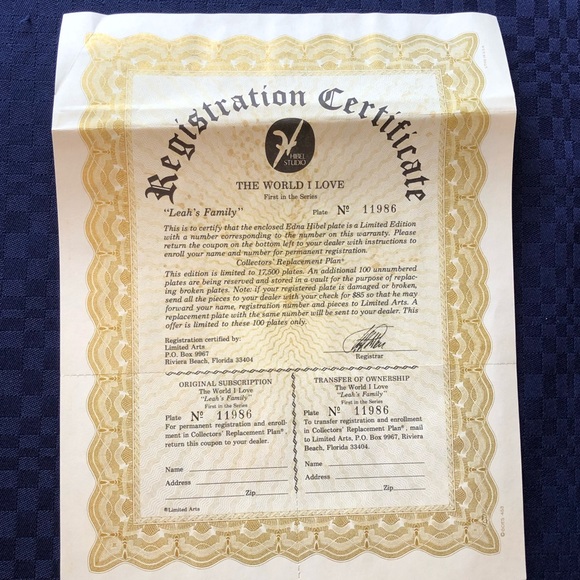 Registration Certificate
HIBEL
STUDIO
THE WORLD I LOVE
First in the Series
"Leah's Family" Plate Nº 11986
This is to certify that the enclosed Edna Hibel plate is a Limited Edition
with a number corresponding to the number on this warranty. Please
return the coupon on the bottom left to your dealer with instructions to
enroll your name and number for permanent registration.
Collectors' Replacement Plan®
This edition is limited to 17,500 plates. An additional 100 unnumbered
plates are being reserved and stored in a vault for the purpose of replac-
ing broken plates. Note: if your registered plate is damaged or broken,
send all the pieces to your dealer with your check for $85 so that he may
forward your name, registration number and pieces to Limited Arts. A
replacement plate with the same number will be sent to your dealer. This
offer is limited to these 100 plates only.
Registration certified by:
Limited Arts
P.O. Box 9967
Riviera Beach, Florida 33404
Registrar
ORIGINAL SUBSCRIPTION
The World I Love
"Leah's Family"
First in the Series
Plate Nº 11986
For permanent registration and enroll-
ment in Collectors' Replacement Plan®,
return this coupon to your dealer.
Name
Address
Zip
®Limited Arts
TRANSFER OF OWNERSHIP
The World I Love
"Leah's Family"
First in the Series
Plate Nº 11986
To transfer registration and enrollment
in Collectors' Replacement Plan®, mail
to Limited Arts, P.O. Box 9967, Riviera
Beach, Florida 33404.
Name
Address
Zip